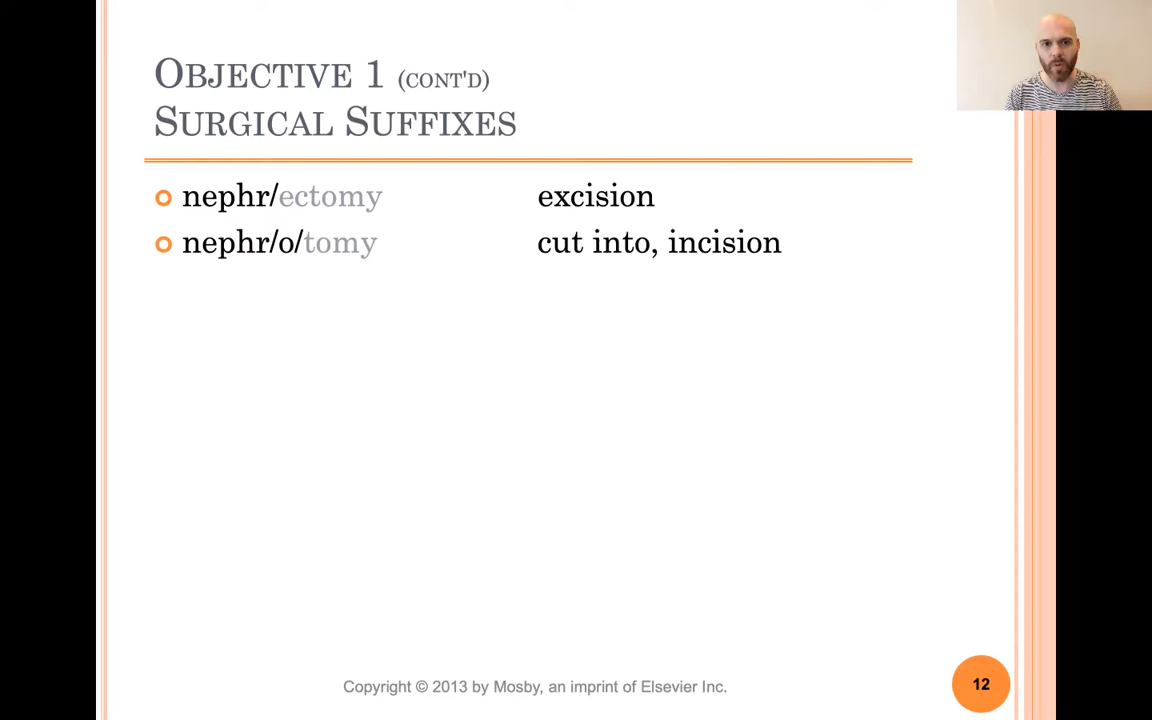 OBJECTIVE 1 (CONT'D)
SURGICAL SUFFIXES
nephr/ectomy excision
nephr/o/tomy cut into, incision
Copyright © 2013 by Mosby, an imprint of Elsevier Inc.
12